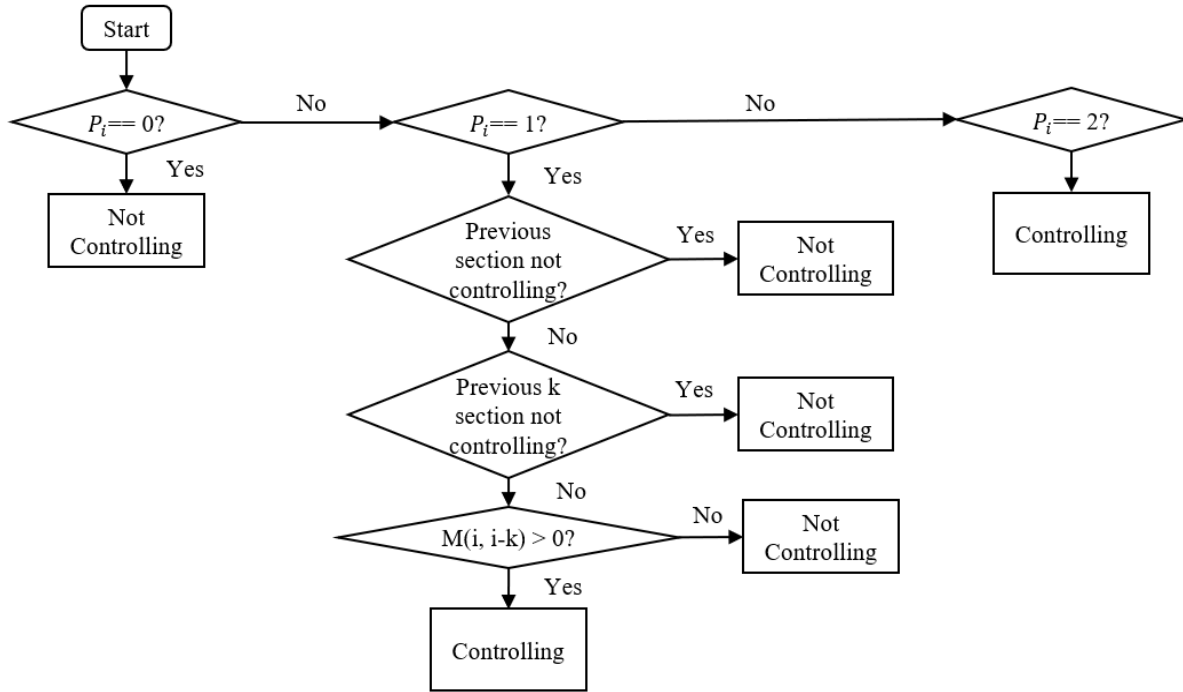 Start
No
No
P_i== 0?
P_i== 1?
P_i== 2?
Yes
Yes
Not
Controlling
Previous
section not
controlling?
Yes
Not
Controlling
Controlling
No
Previous k
section not
controlling?
Yes
Not
Controlling
No
M(i, i-k) > 0?
No
Not
Controlling
Yes
Controlling